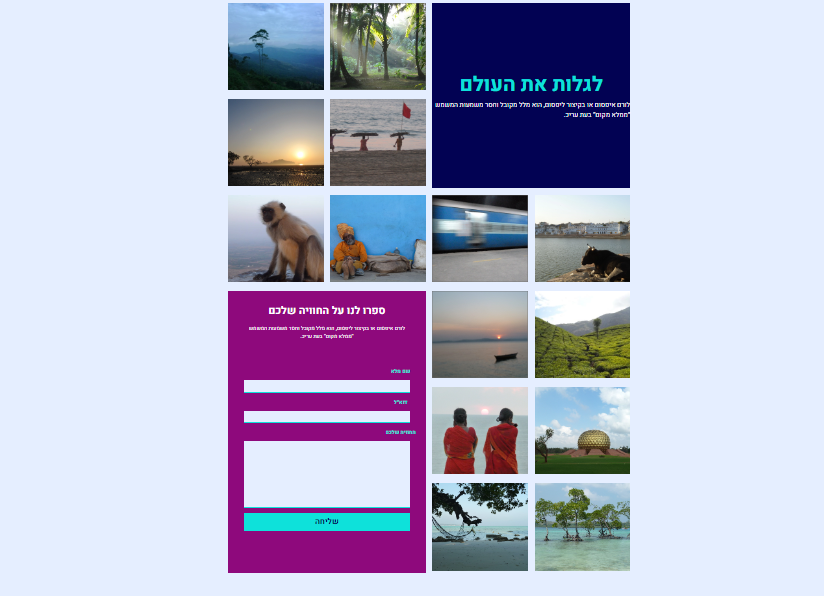 לגלות את העולם
לורם איפסום או בקיצור ליפסום, הוא מלל מקובל וחסר משמעות המשמש
"ממלא מקום" בעת עריכ.
ספרו לנו על החוויה שלכם
לורם איפסום או בקיצור ליפסום, הוא מלל מקובל וחסר משמעות המשמש
"ממלא מקום" בעת עריכ.
שם מלא
דוא"ל
החוויה שלכם
שליחה